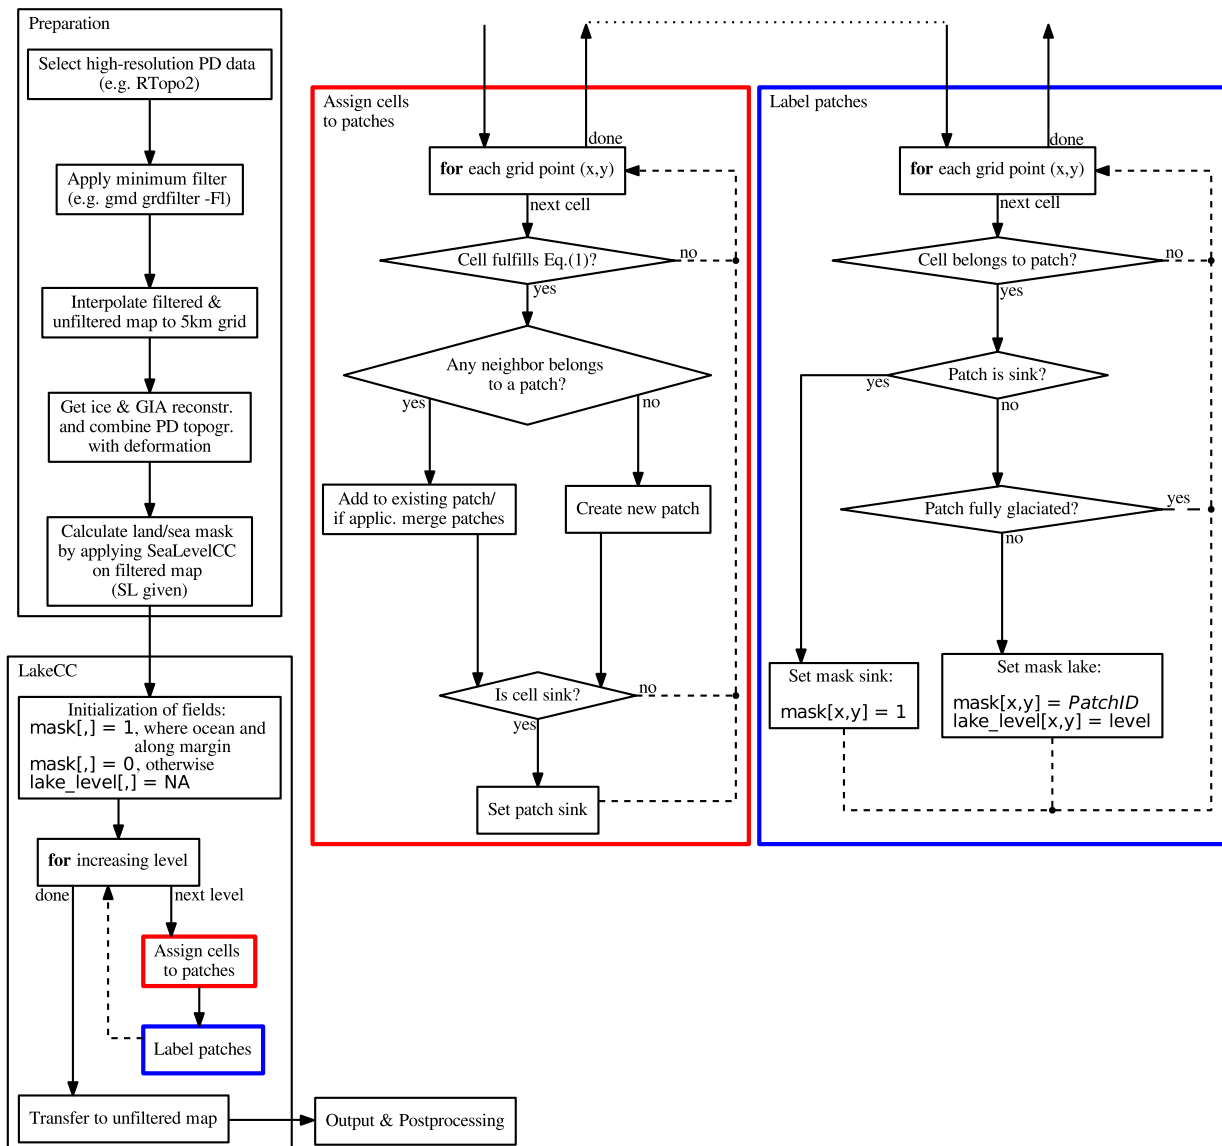 Preparation
Select high-resolution PD data
(e.g. RTopo2)
Apply minimum filter
(e.g. gmd grdfilter -Fl)
Interpolate filtered &
unfiltered map to 5km grid
Get ice & GIA reconstr.
and combine PD topogr.
with deformation
Calculate land/sea mask
by applying SeaLevelCC
on filtered map
(SL given)
LakeCC
Initialization of fields:
mask[,] = 1, where ocean and
along margin
mask[,] = 0, otherwise
lake_level[,] = NA
for increasing level
done
next level
Assign cells
to patches
Label patches
Transfer to unfiltered map
Output & Postprocessing
Assign cells
to patches
done
for each grid point (x,y)
next cell
Cell fulfills Eq.(1)?
no
yes
Any neighbor belongs
to a patch?
yes
no
Add to existing patch/
if applic. merge patches
Create new patch
Is cell sink?
no
yes
Set patch sink
Label patches
done
for each grid point (x,y)
next cell
Cell belongs to patch?
no
yes
Patch is sink?
yes
no
Patch fully glaciated?
yes
no
Set mask sink:
mask[x,y] = 1
Set mask lake:
mask[x,y] = PatchID
lake_level[x,y] = level